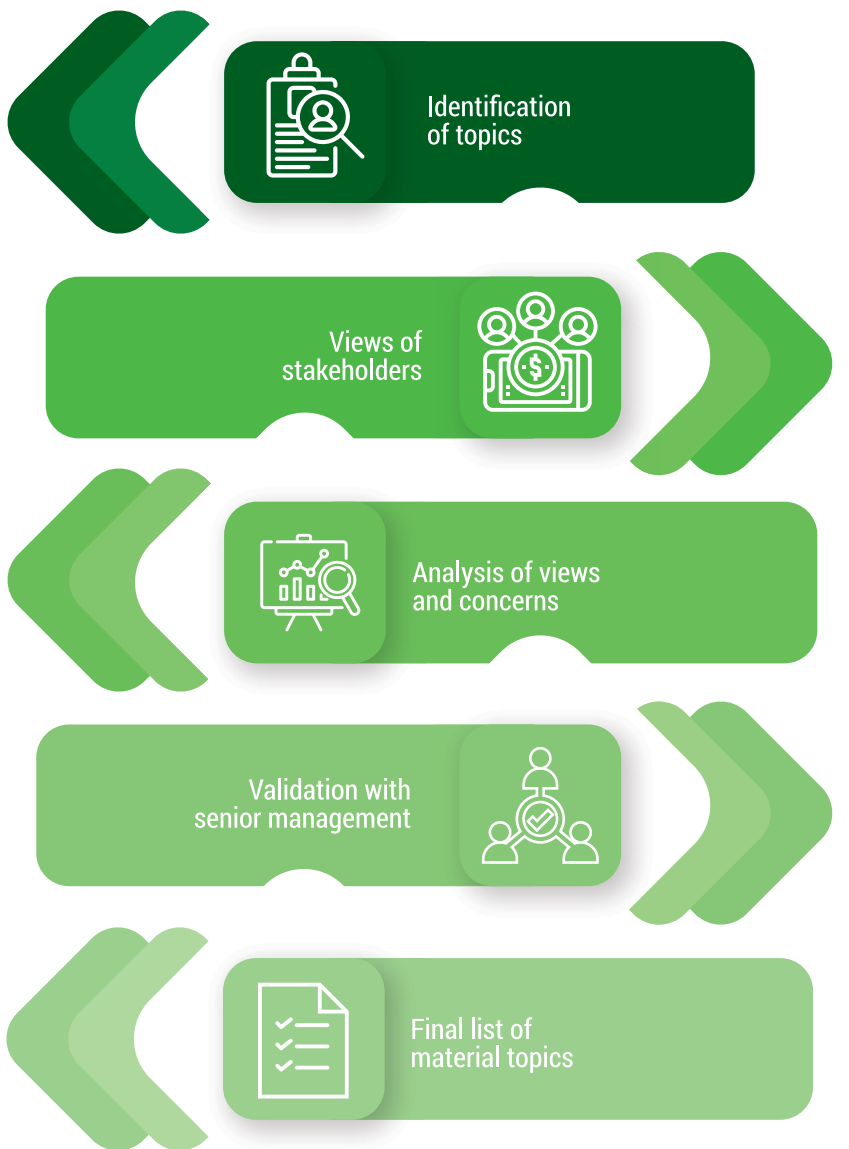 Identification
of topics
Views of
stakeholders
$
Analysis of views
and concerns
Validation with
senior management
Final list of
material topics